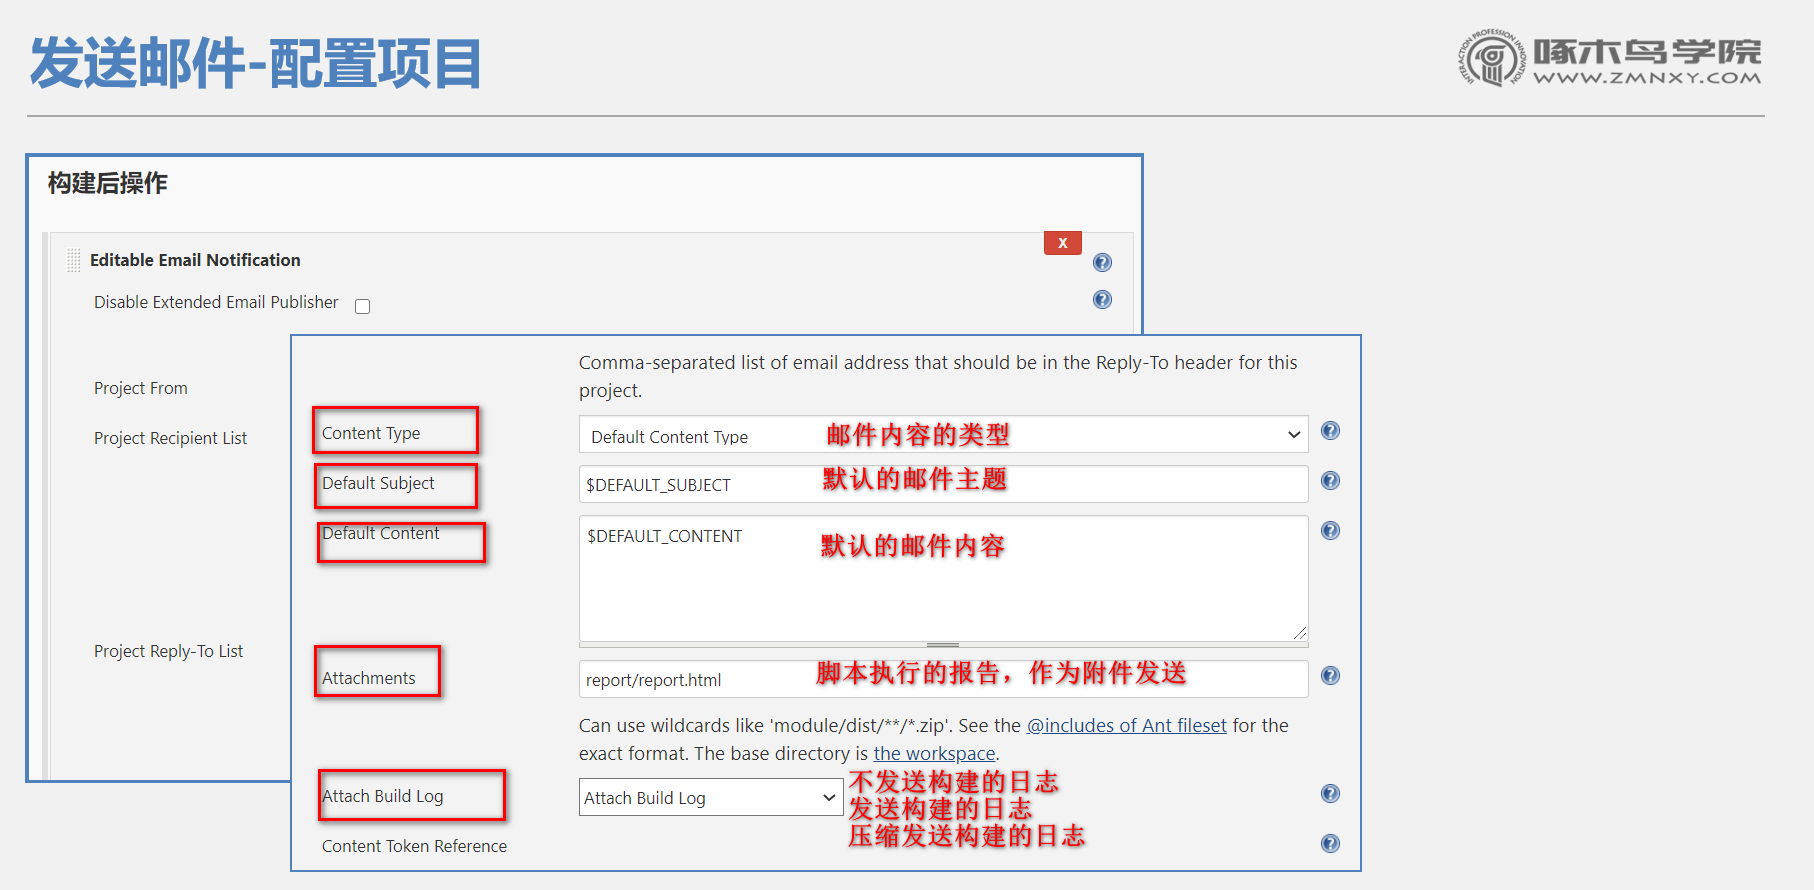 发送邮件-配置项目
INTERACTION PROFESSION INNOVATION
啄木鸟学院
WWW.ZMNXY.COM
构建后操作
X
Editable Email Notification
Disable Extended Email Publisher
Project From
Project Recipient List
Project Reply-To List
Comma-separated list of email address that should be in the Reply-To header for this
project.
Content Type
Default Content Type
邮件内容的类型
Default Subject
$DEFAULT_SUBJECT
默认的邮件主题
Default Content
$DEFAULT_CONTENT
默认的邮件内容
Attachments
report/report.html
脚本执行的报告，作为附件发送
Can use wildcards like 'module/dist/**/*.zip'. See the @includes of Ant fileset for the
exact format. The base directory is the workspace.
Attach Build Log
Attach Build Log
不发送构建的日志
发送构建的日志
压缩发送构建的日志
Content Token Reference